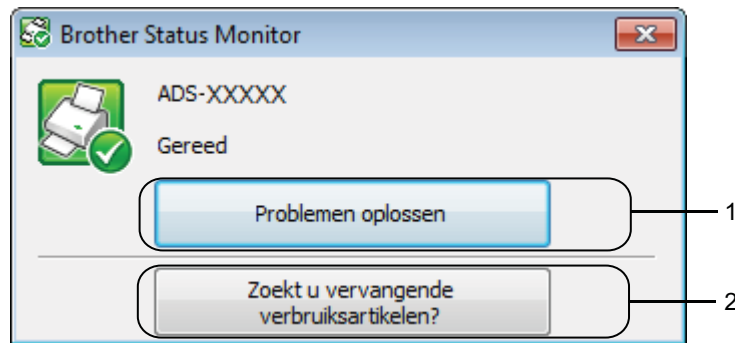 Brother Status Monitor
ADS-XXXXX
Gereed
Problemen oplossen
1
Zoekt u vervangende
verbruiksartikelen?
2